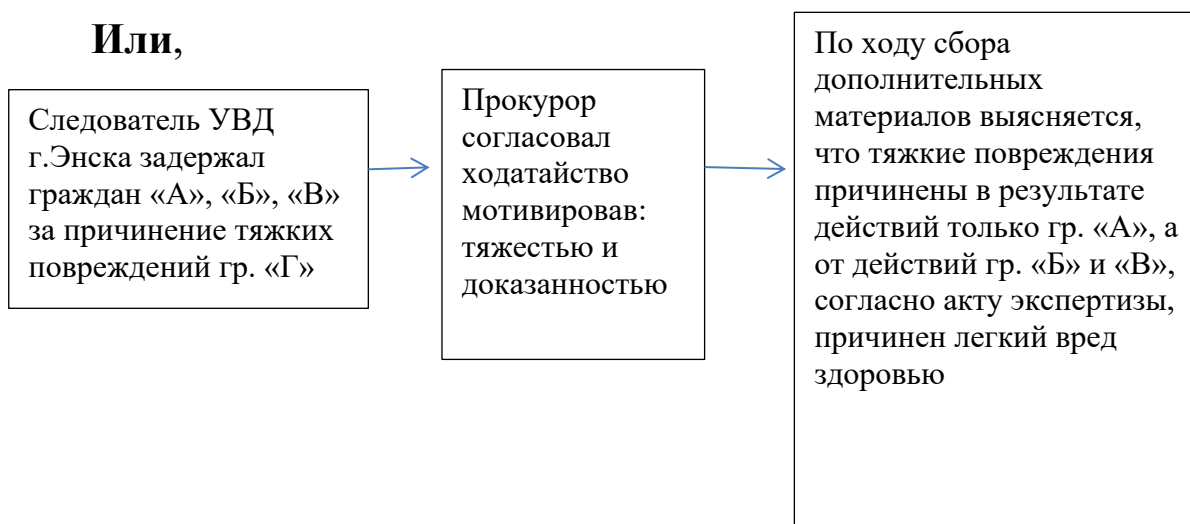 Или,
Следователь УВД
г.Энска задержал
граждан «А», «Б», «В»
за причинение тяжких
повреждений гр. «Г»
Прокурор
согласовал
ходатайство
мотивировав:
тяжестью и
доказанностью
По ходу сбора
дополнительных
материалов выясняется,
что тяжкие повреждения
причинены в результате
действий только гр. «А», а
от действий гр. «Б» и «В»,
согласно акту экспертизы,
причинен легкий вред
здоровью